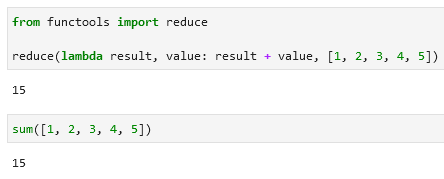 from functools import reduce
reduce(lambda result, value: result + value, [1, 2, 3, 4, 5])
15
sum([1, 2, 3, 4, 5])
15